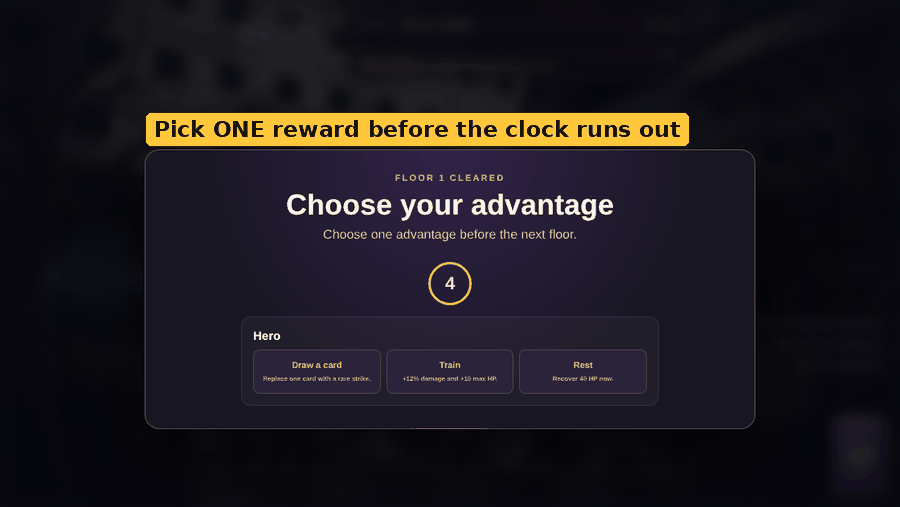 Pick ONE reward before the clock runs out
FLOOR 1 CLEARED
Choose your advantage
Choose one advantage before the next floor.
4
Hero
Draw a card
Replace one card with a rare strike.
Train
+12% damage and +10 max HP.
Rest
Recover 40 HP now.